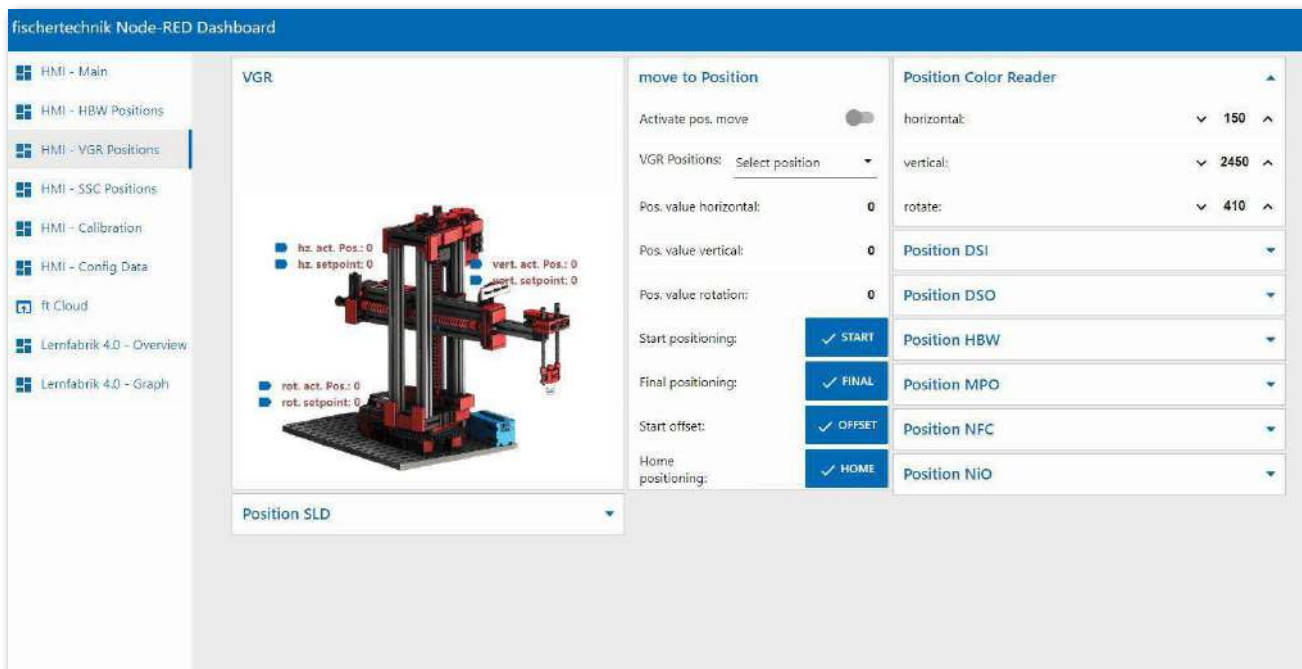 fischertechnik Node-RED Dashboard
HMI - Main
HMI - HBW Positions
HMI - VGR Positions
HMI - SSC Positions
HMI - Calibration
HMI - Config Data
ft Cloud
Lernfabrik 4.0 - Overview
Lernfabrik 4.0 - Graph
VGR
hz. act. Pos.: 0
hz. setpoint: 0
vert. act. Pos.: 0
vert. setpoint: 0
rot. act. Pos.: 0
rot. setpoint: 0
Position SLD
move to Position
Activate pos. move
VGR Positions: Select position
Pos. value horizontal: 0
Pos. value vertical: 0
Pos. value rotation: 0
Start positioning: START
Final positioning: FINAL
Start offset: OFFSET
Home
positioning: HOME
Position Color Reader
horizontal: 150
vertical: 2450
rotate: 410
Position DSI
Position DSO
Position HBW
Position MPO
Position NFC
Position NiO